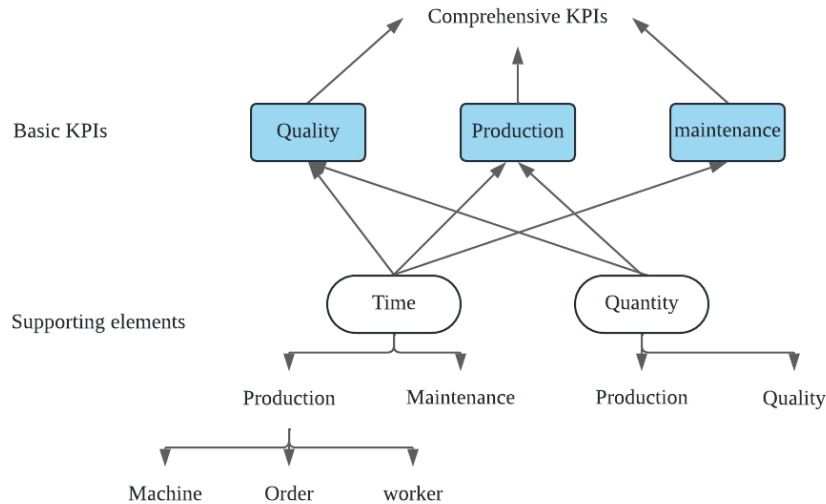 Comprehensive KPIs
Basic KPIs
Quality
Production
maintenance
Time
Quantity
Supporting elements
Production
Maintenance
Production
Quality
Machine
Order
worker